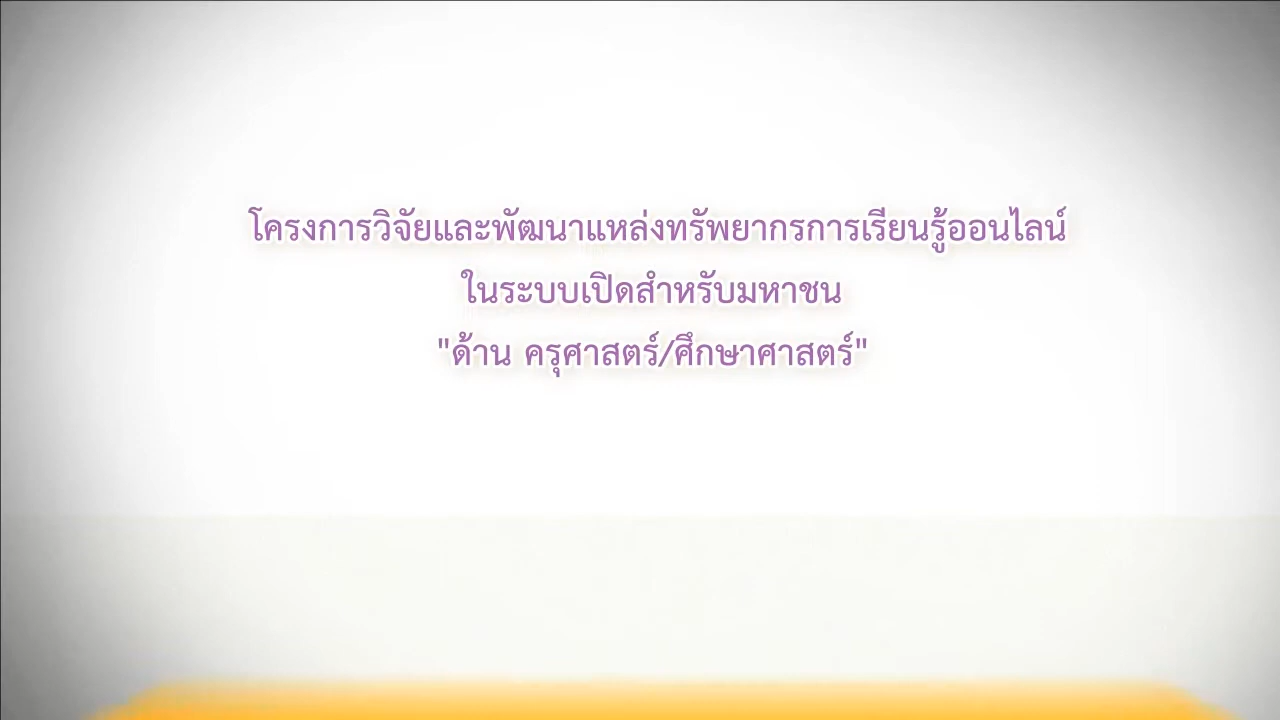 โครงการวิจัยและพัฒนาแหล่งทรัพยากรการเรียนรู้ออนไลน์
ในระบบเปิดสำหรับมหาชน
"ด้าน ครุศาสตร์/ศึกษาศาสตร์"